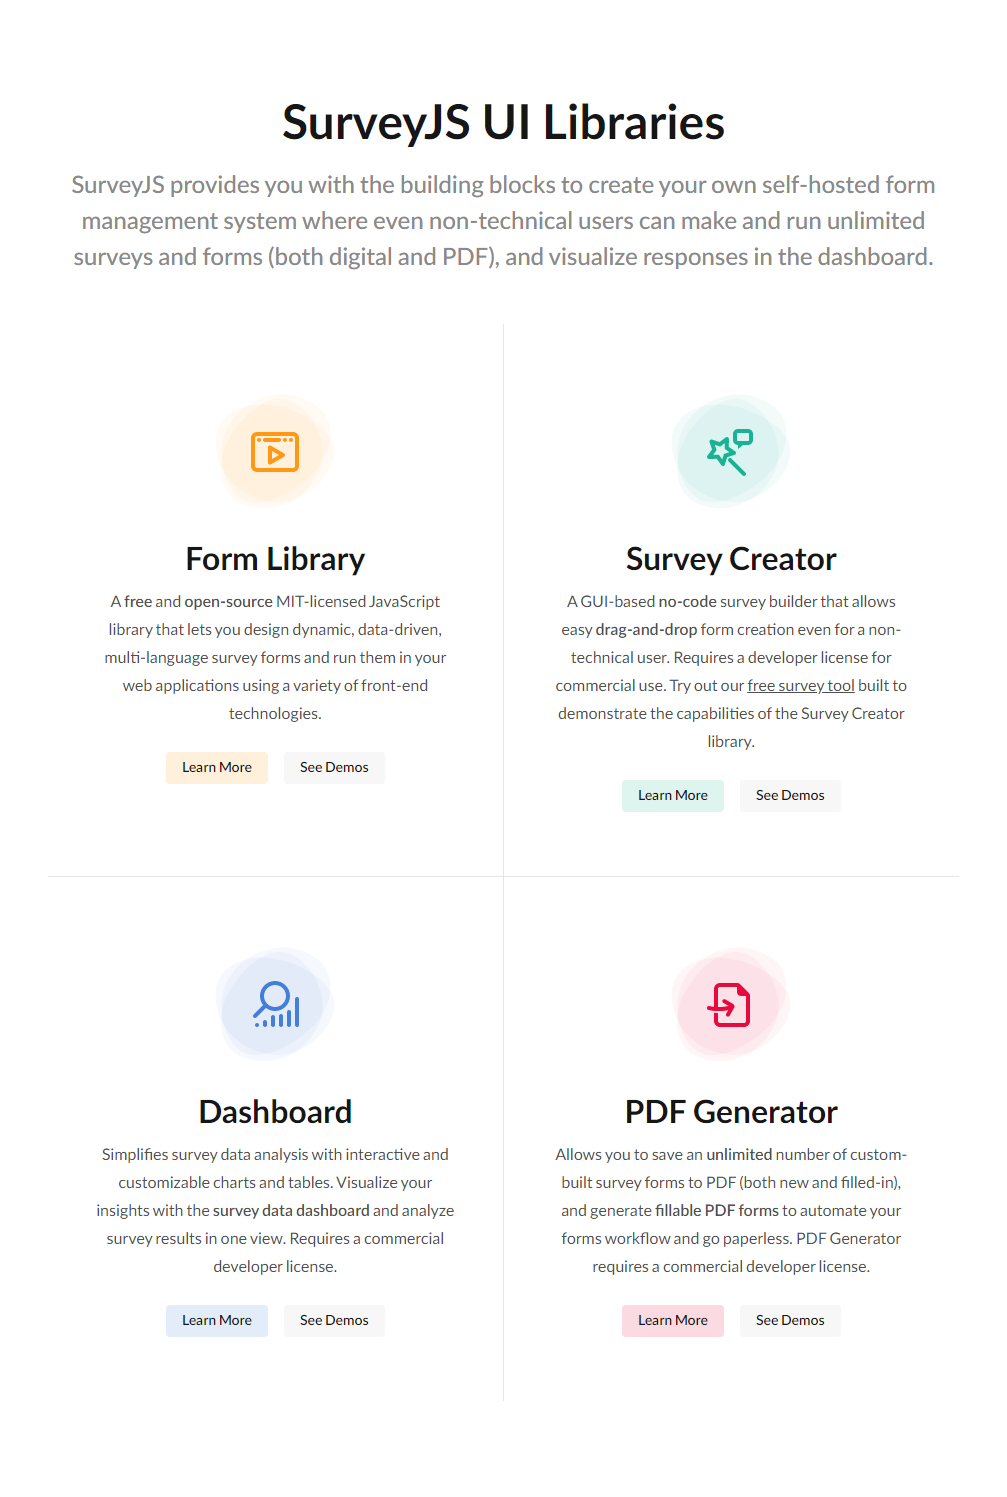 SurveyJS UI Libraries
SurveyJS provides you with the building blocks to create your own self-hosted form
management system where even non-technical users can make and run unlimited
surveys and forms (both digital and PDF), and visualize responses in the dashboard.
Form Library
A free and open-source MIT-licensed JavaScript
library that lets you design dynamic, data-driven,
multi-language survey forms and run them in your
web applications using a variety of front-end
technologies.
Learn More
See Demos
Survey Creator
A GUI-based no-code survey builder that allows
easy drag-and-drop form creation even for a non-
technical user. Requires a developer license for
commercial use. Try out our free survey tool built to
demonstrate the capabilities of the Survey Creator
library.
Learn More
See Demos
Dashboard
Simplifies survey data analysis with interactive and
customizable charts and tables. Visualize your
insights with the survey data dashboard and analyze
survey results in one view. Requires a commercial
developer license.
Learn More
See Demos
PDF Generator
Allows you to save an unlimited number of custom-
built survey forms to PDF (both new and filled-in),
and generate fillable PDF forms to automate your
forms workflow and go paperless. PDF Generator
requires a commercial developer license.
Learn More
See Demos